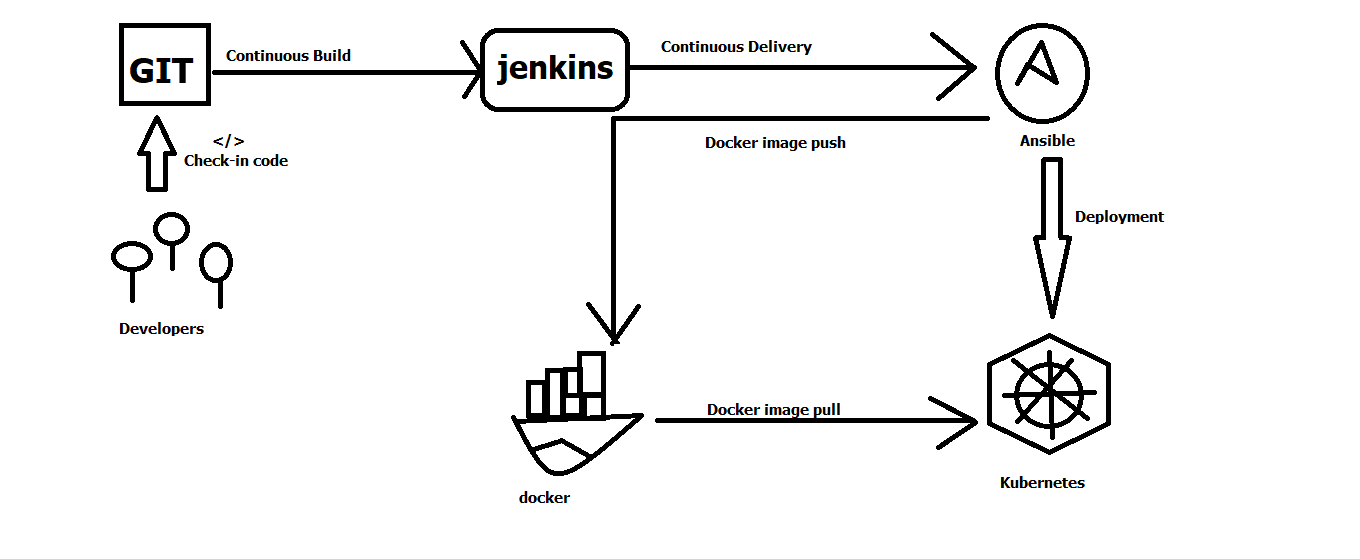 GIT
Continuous Build
jenkins
Continuous Delivery
Ansible
</>
Check-in code
Docker image push
Deployment
Developers
Docker image pull
docker
Kubernetes